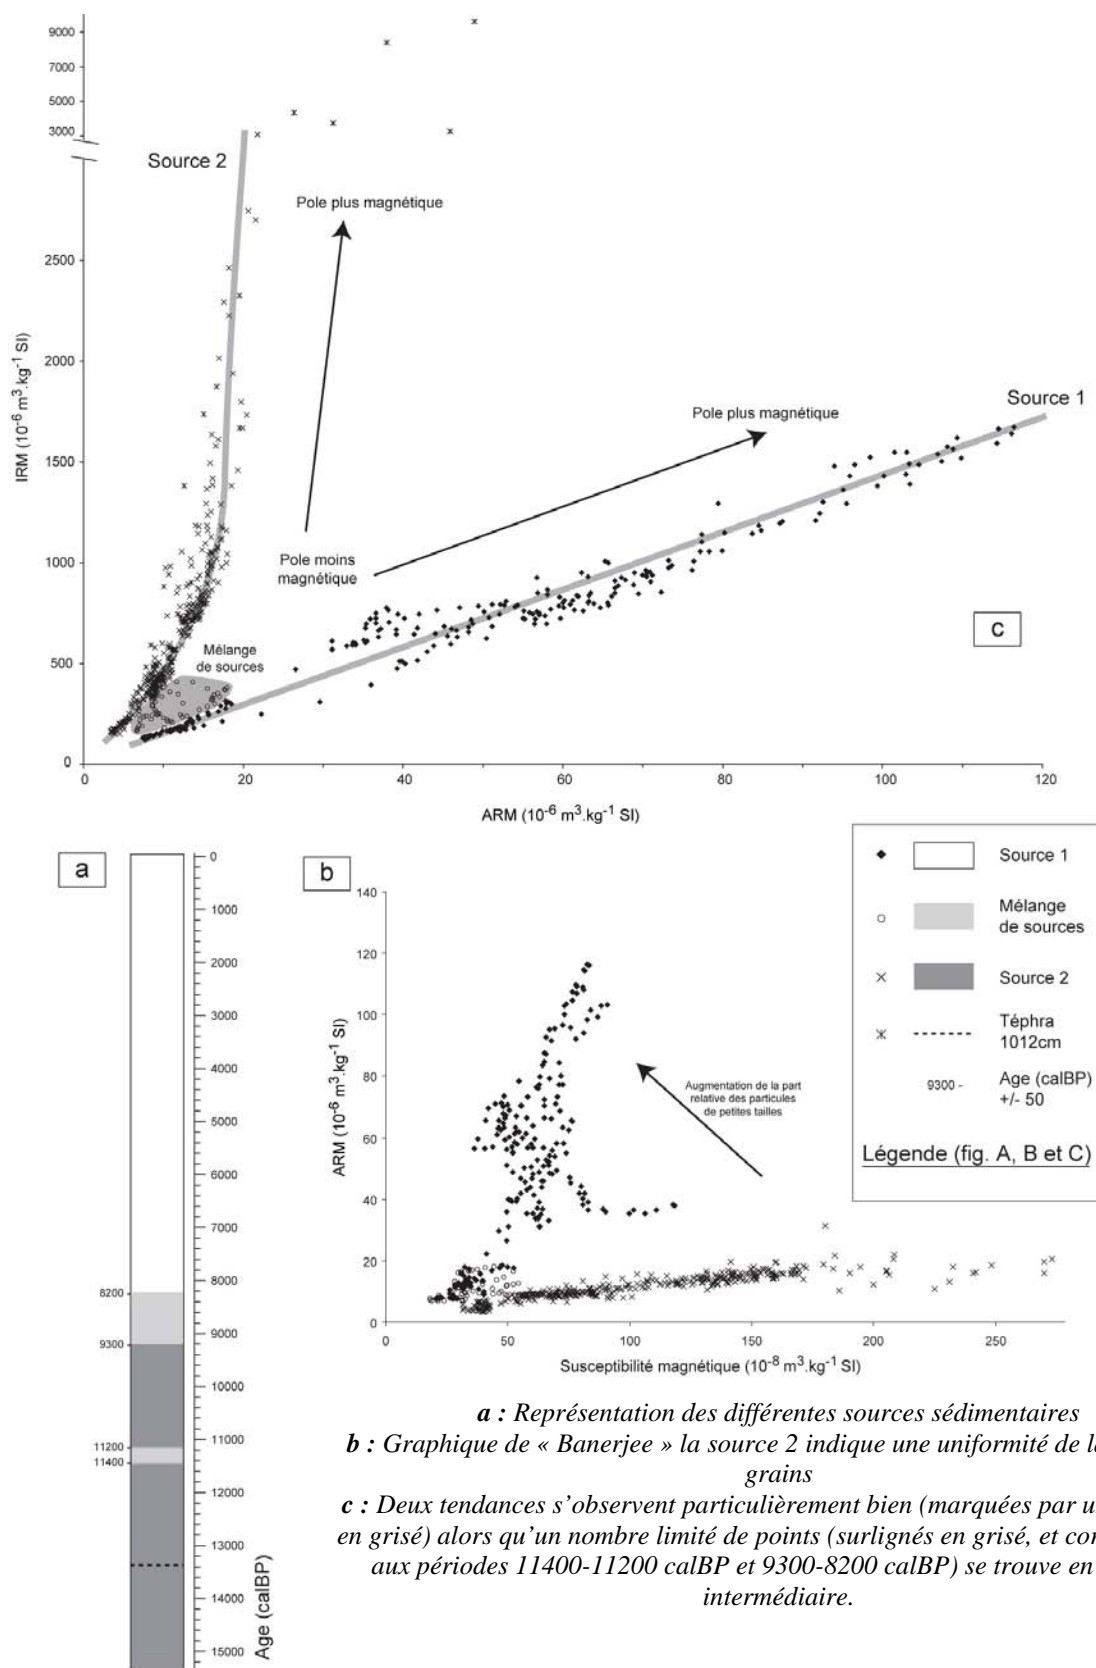 9000
7000
5000
3000
Source 2
Pole plus magnétique
2500
2000
Pole plus magnétique
Source 1
IRM (10⁻⁶ m³.kg⁻¹ SI)
1500
1000
Pole moins
magnétique
c
Mélange
de sources
500
0
0 20 40 60 80 100 120
ARM (10⁻⁶ m³.kg⁻¹ SI)
a
0
1000
2000
3000
4000
5000
6000
7000
8000
9000
10000
11000
12000
13000
14000
15000
8200
9300
11200
11400
Age (calBP)
b
140
120
100
80
60
40
20
0
ARM (10⁻⁶ m³.kg⁻¹ SI)
Augmentation de la part
relative des particules
de petites tailles
0 50 100 150 200 250
Susceptibilité magnétique (10⁻⁸ m³.kg⁻¹ SI)
Source 1
Mélange
de sources
Source 2
Téphra
1012cm
9300 - Age (calBP)
+/- 50
Légende (fig. A, B et C)
a : Représentation des différentes sources sédimentaires
b : Graphique de « Banerjee » la source 2 indique une uniformité de
grains
c : Deux tendances s’observent particulièrement bien (marquées par
en grisé) alors qu’un nombre limité de points (surlignés en grisé, et
aux périodes 11400-11200 calBP et 9300-8200 calBP) se trouve en
intermédiaire.